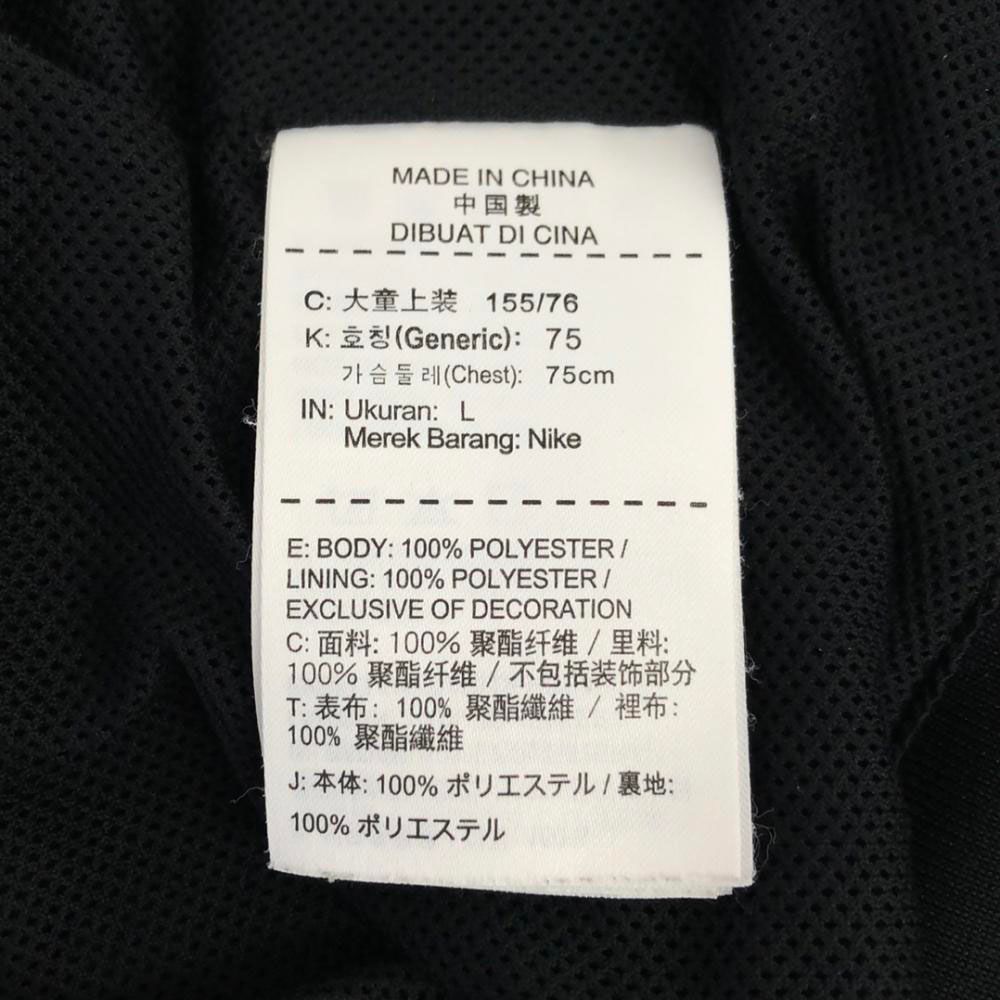 MADE IN CHINA
中国製
DIBUAT DI CINA
C: 大童上装 155/76
K: 호칭(Generic): 75
가슴둘레(Chest): 75cm
IN: Ukuran: L
Merek Barang: Nike
E: BODY: 100% POLYESTER /
LINING: 100% POLYESTER /
EXCLUSIVE OF DECORATION
C: 面料: 100% 聚酯纤维 / 里料:
100% 聚酯纤维 / 不包括装饰部分
T: 表布: 100% 聚酯纖維 / 裡布:
100% 聚酯纖維
J: 本体: 100% ポリエステル / 裏地:
100% ポリエステル